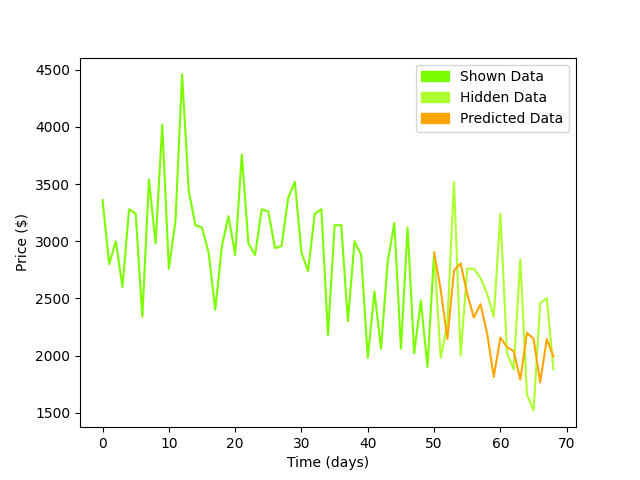 4500
4000
3500
3000
2500
2000
1500
Price ($)
0 10 20 30 40 50 60 70
Time (days)
Shown Data
Hidden Data
Predicted Data